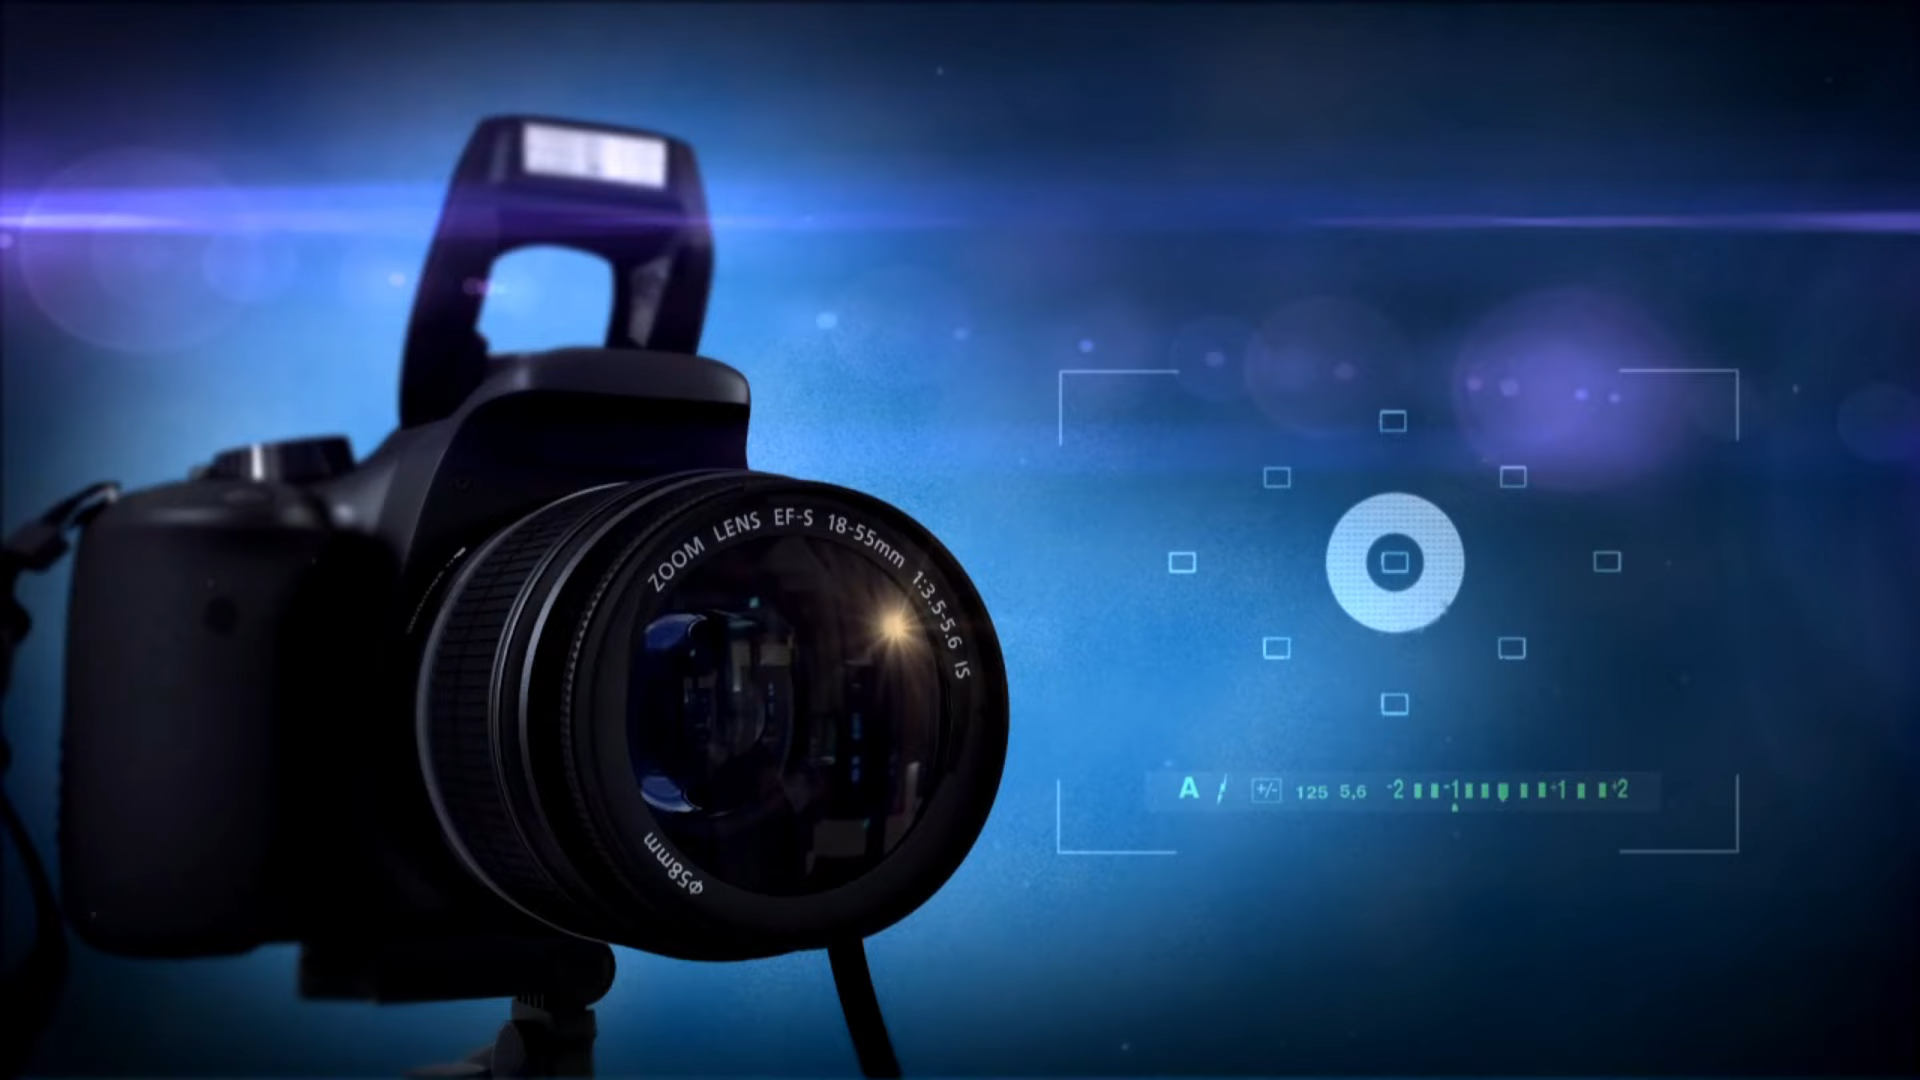 ZOOM LENS EF-S 18-55mm 1:3.5-5.6 IS
φ58mm
A +/- 125 5,6 -2 -1 +1 +2